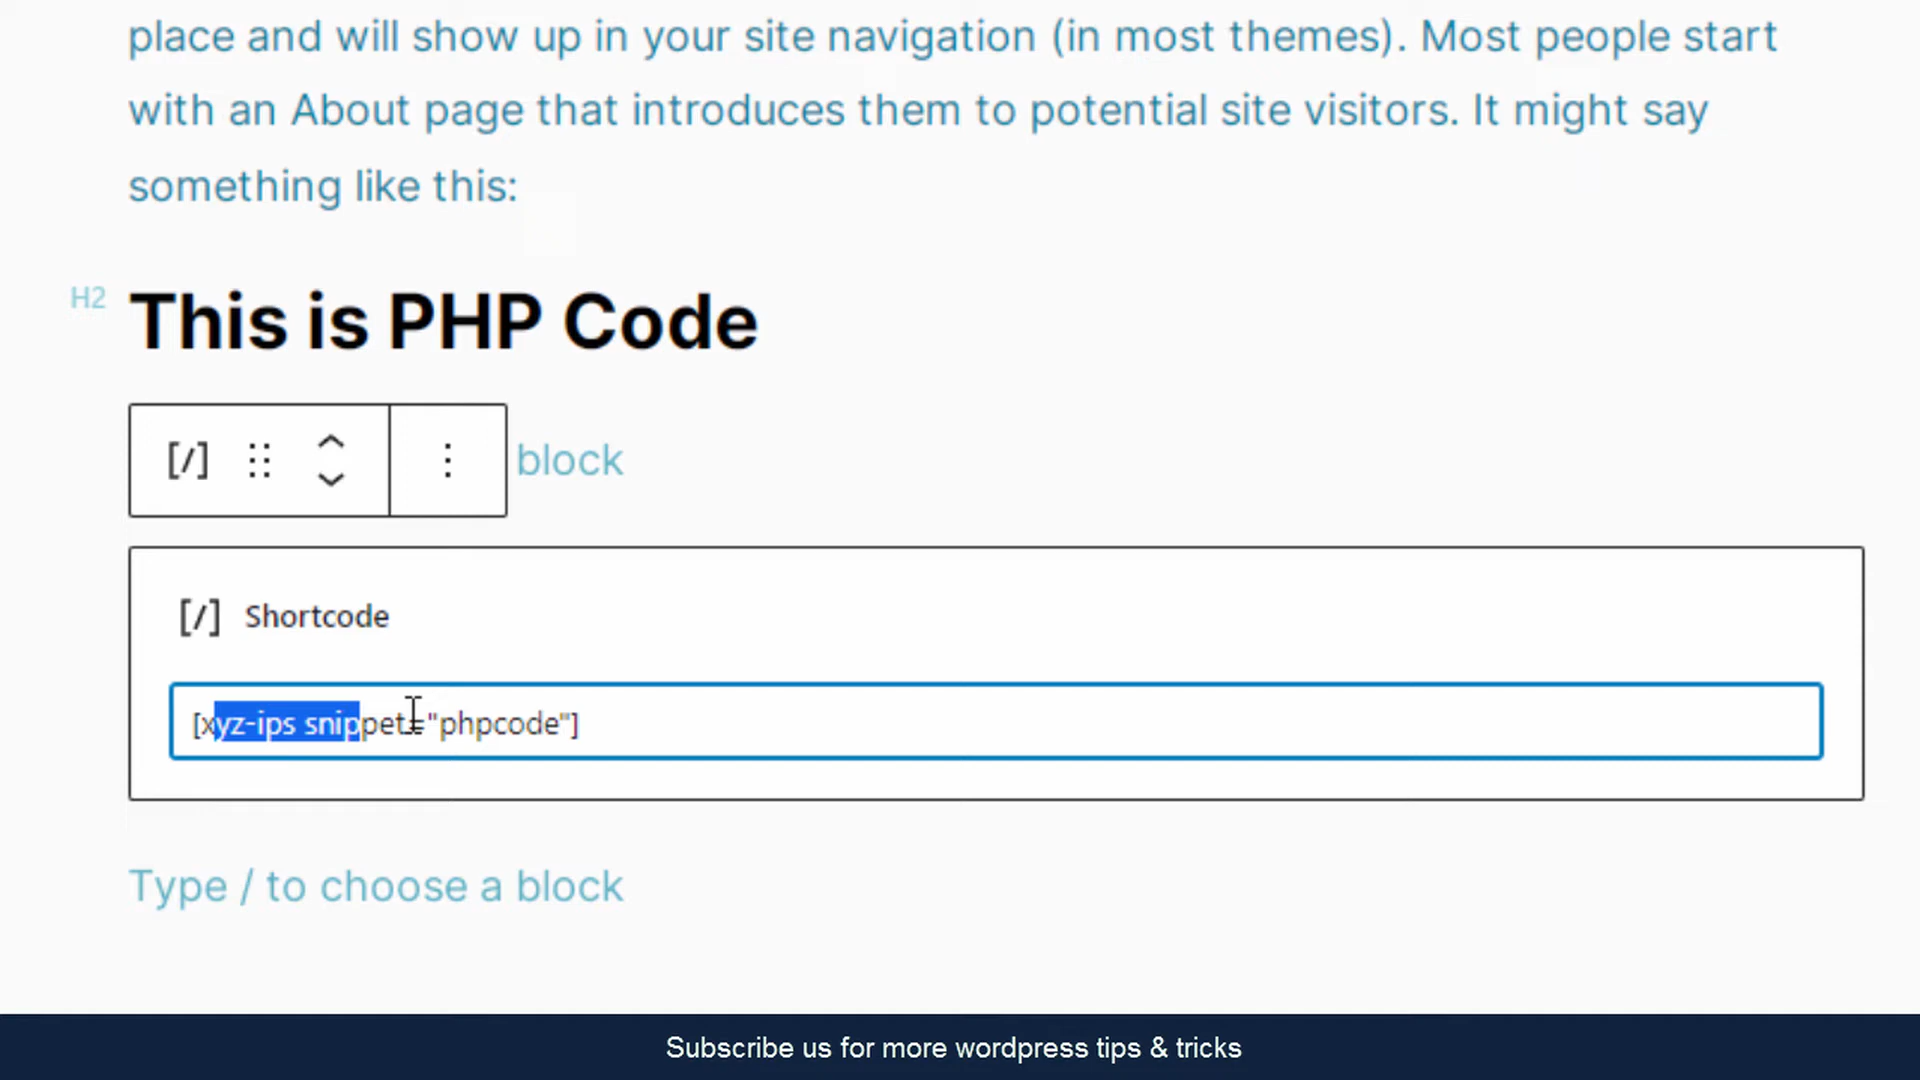 place and will show up in your site navigation (in most themes). Most people start
with an About page that introduces them to potential site visitors. It might say
something like this:
H2 This is PHP Code
[/] block
[/] Shortcode
[xyz-ips snippet="phpcode"]
Type / to choose a block
Subscribe us for more wordpress tips & tricks